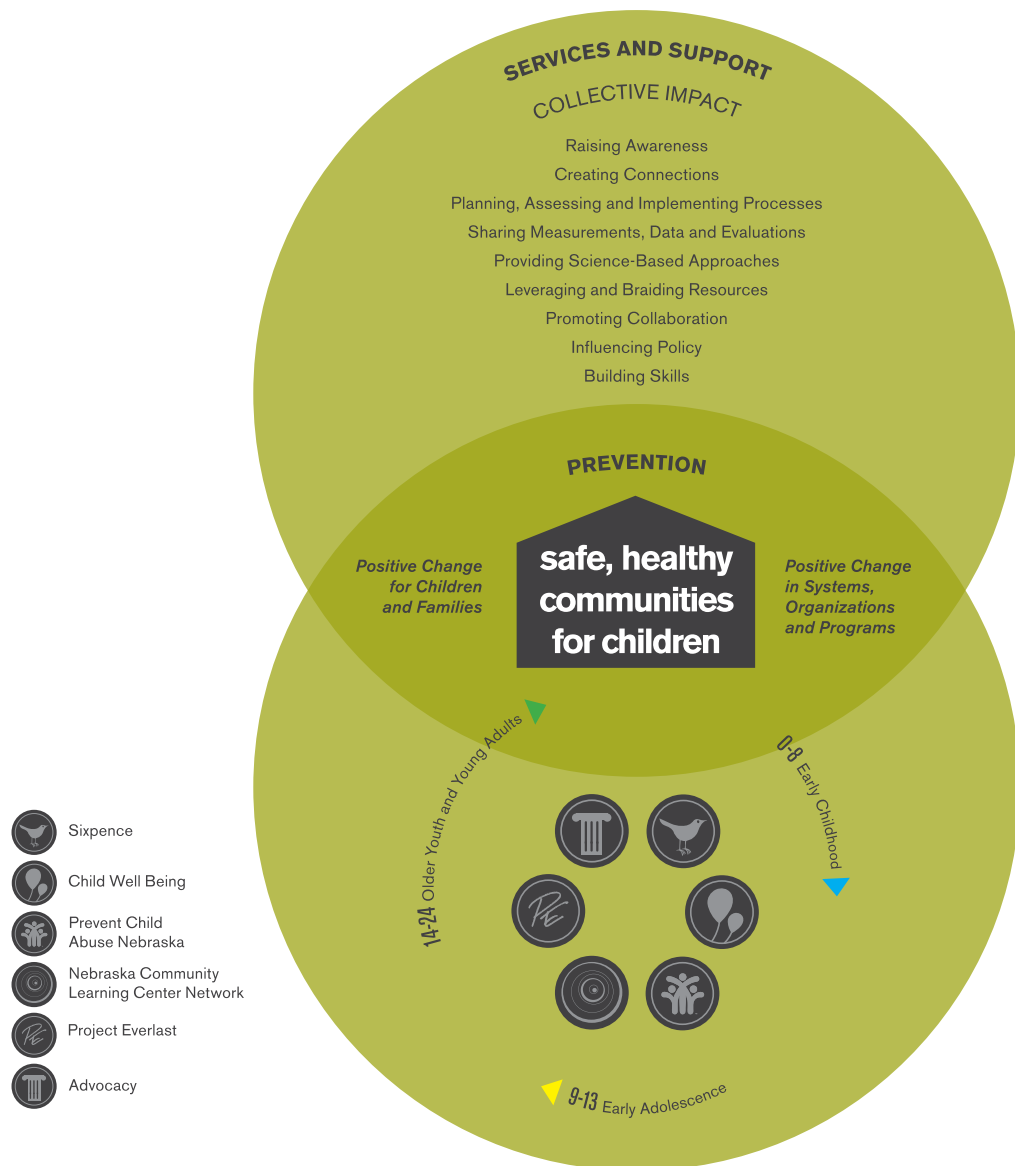 SERVICES AND SUPPORT
COLLECTIVE IMPACT
Raising Awareness
Creating Connections
Planning, Assessing and Implementing Processes
Sharing Measurements, Data and Evaluations
Providing Science-Based Approaches
Leveraging and Braiding Resources
Promoting Collaboration
Influencing Policy
Building Skills
PREVENTION
Positive Change
for Children
and Families
safe, healthy
communities
for children
Positive Change
in Systems,
Organizations
and Programs
14-24 Older Youth and Young Adults
0-8 Early Childhood
PE
9-13 Early Adolescence
Sixpence
Child Well Being
Prevent Child
Abuse Nebraska
Nebraska Community
Learning Center Network
PE
Project Everlast
Advocacy